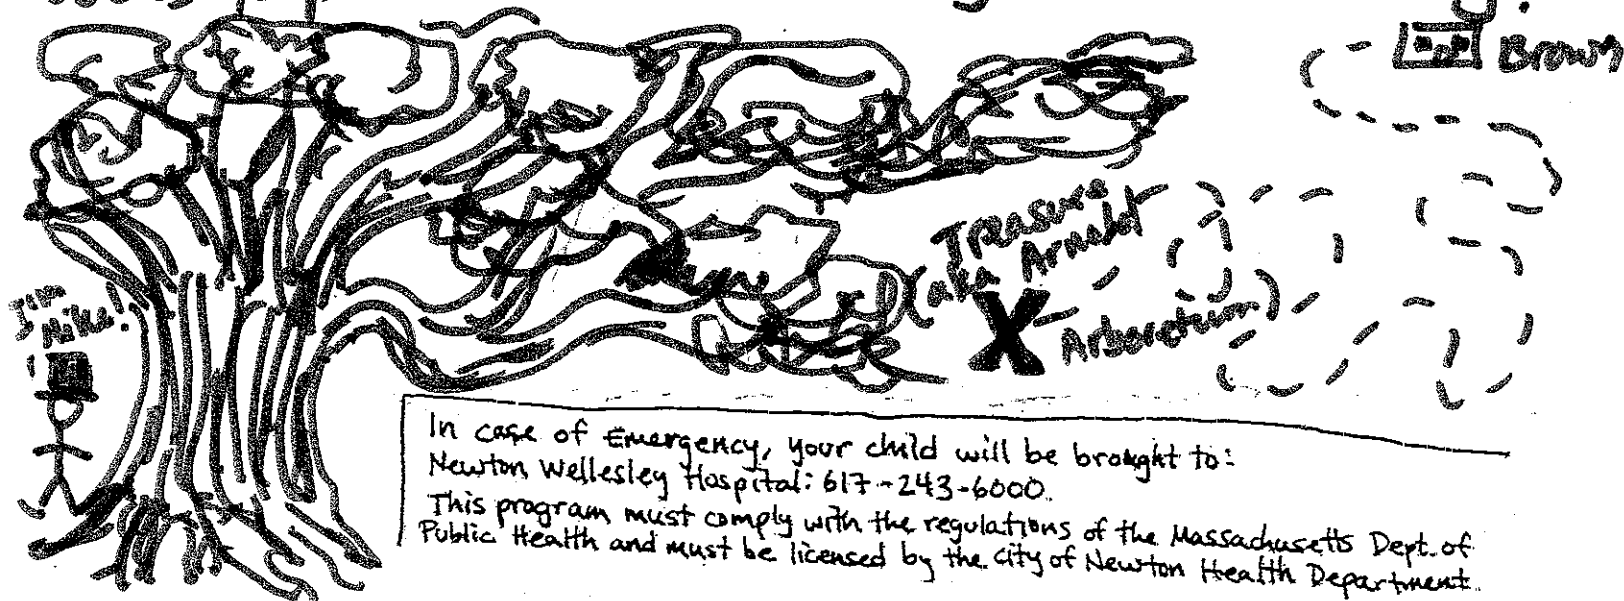 Brown
Treasure
(aka Arnold
Arboretum)
X
I'm
Mike!
In case of Emergency, your child will be brought to:
Newton Wellesley Hospital: 617-243-6000.
This program must comply with the regulations of the Massachusetts Dept. of
Public Health and must be licensed by the City of Newton Health Department.